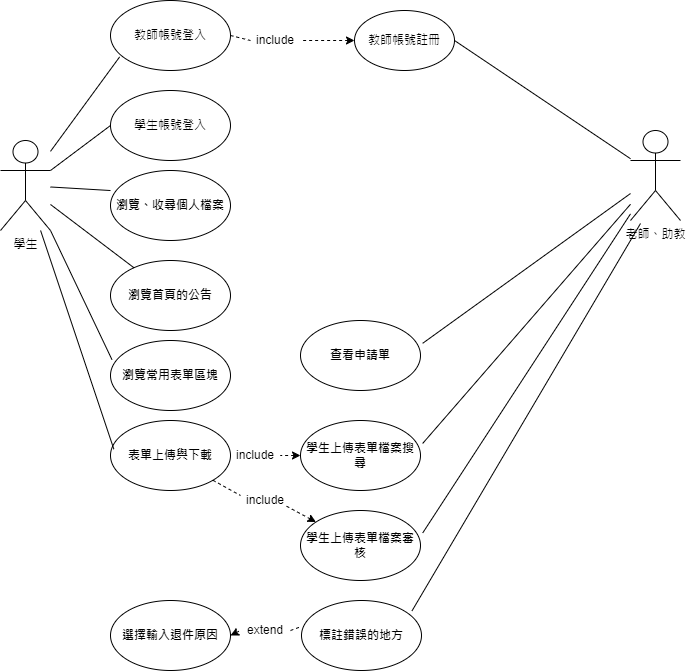 教師帳號登入
include
教師帳號註冊
學生帳號登入
瀏覽、收尋個人檔案
學生
老師、助教
瀏覽首頁的公告
查看申請單
瀏覽常用表單區塊
表單上傳與下載
include
學生上傳表單檔案搜
尋
include
學生上傳表單檔案審
核
選擇輸入退件原因
extend
標註錯誤的地方